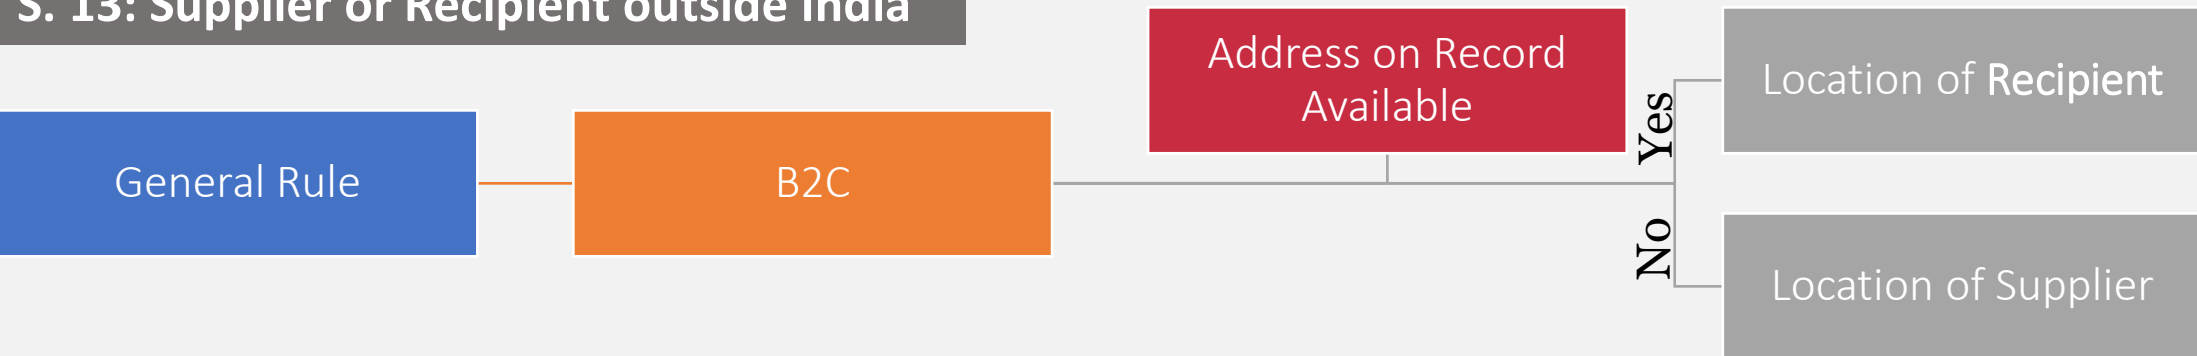 S. 13: Supplier or Recipient outside India
General Rule
B2C
Address on Record
Available
Yes
No
Location of Recipient
Location of Supplier